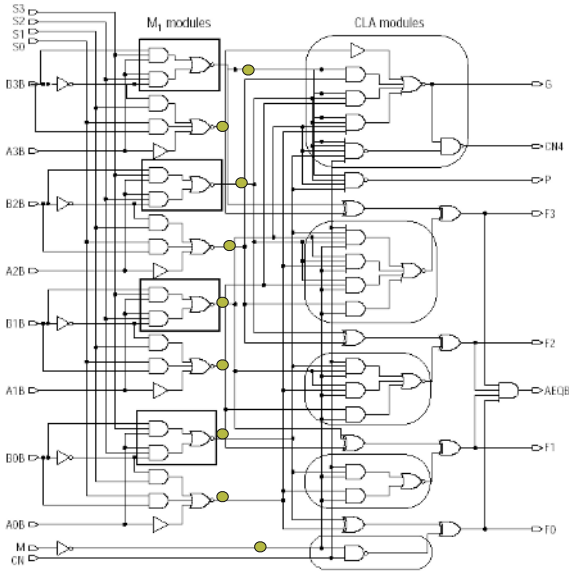 S3
S2
S1
S0
M1 modules
CLA modules
B3B
G
CN4
A3B
P
B2B
F3
A2B
B1B
F2
A1B
AEQB
B0B
F1
A0B
F0
M
CN